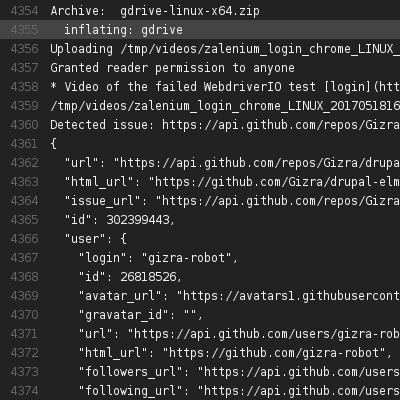 4354 Archive:  gdrive-linux-x64.zip
4355   inflating: gdrive
4356 Uploading /tmp/videos/zalenium_login_chrome_LINUX_
4357 Granted reader permission to anyone
4358 * Video of the failed WebdriverIO test [login](htt
4359 /tmp/videos/zalenium_login_chrome_LINUX_2017051816
4360 Detected issue: https://api.github.com/repos/Gizra
4361 {
4362   "url": "https://api.github.com/repos/Gizra/drupa
4363   "html_url": "https://github.com/Gizra/drupal-elm
4364   "issue_url": "https://api.github.com/repos/Gizra
4365   "id": 302399443,
4366   "user": {
4367     "login": "gizra-robot",
4368     "id": 26818526,
4369     "avatar_url": "https://avatars1.githubusercont
4370     "gravatar_id": "",
4371     "url": "https://api.github.com/users/gizra-rob
4372     "html_url": "https://github.com/gizra-robot",
4373     "followers_url": "https://api.github.com/users
4374     "following_url": "https://api.github.com/users